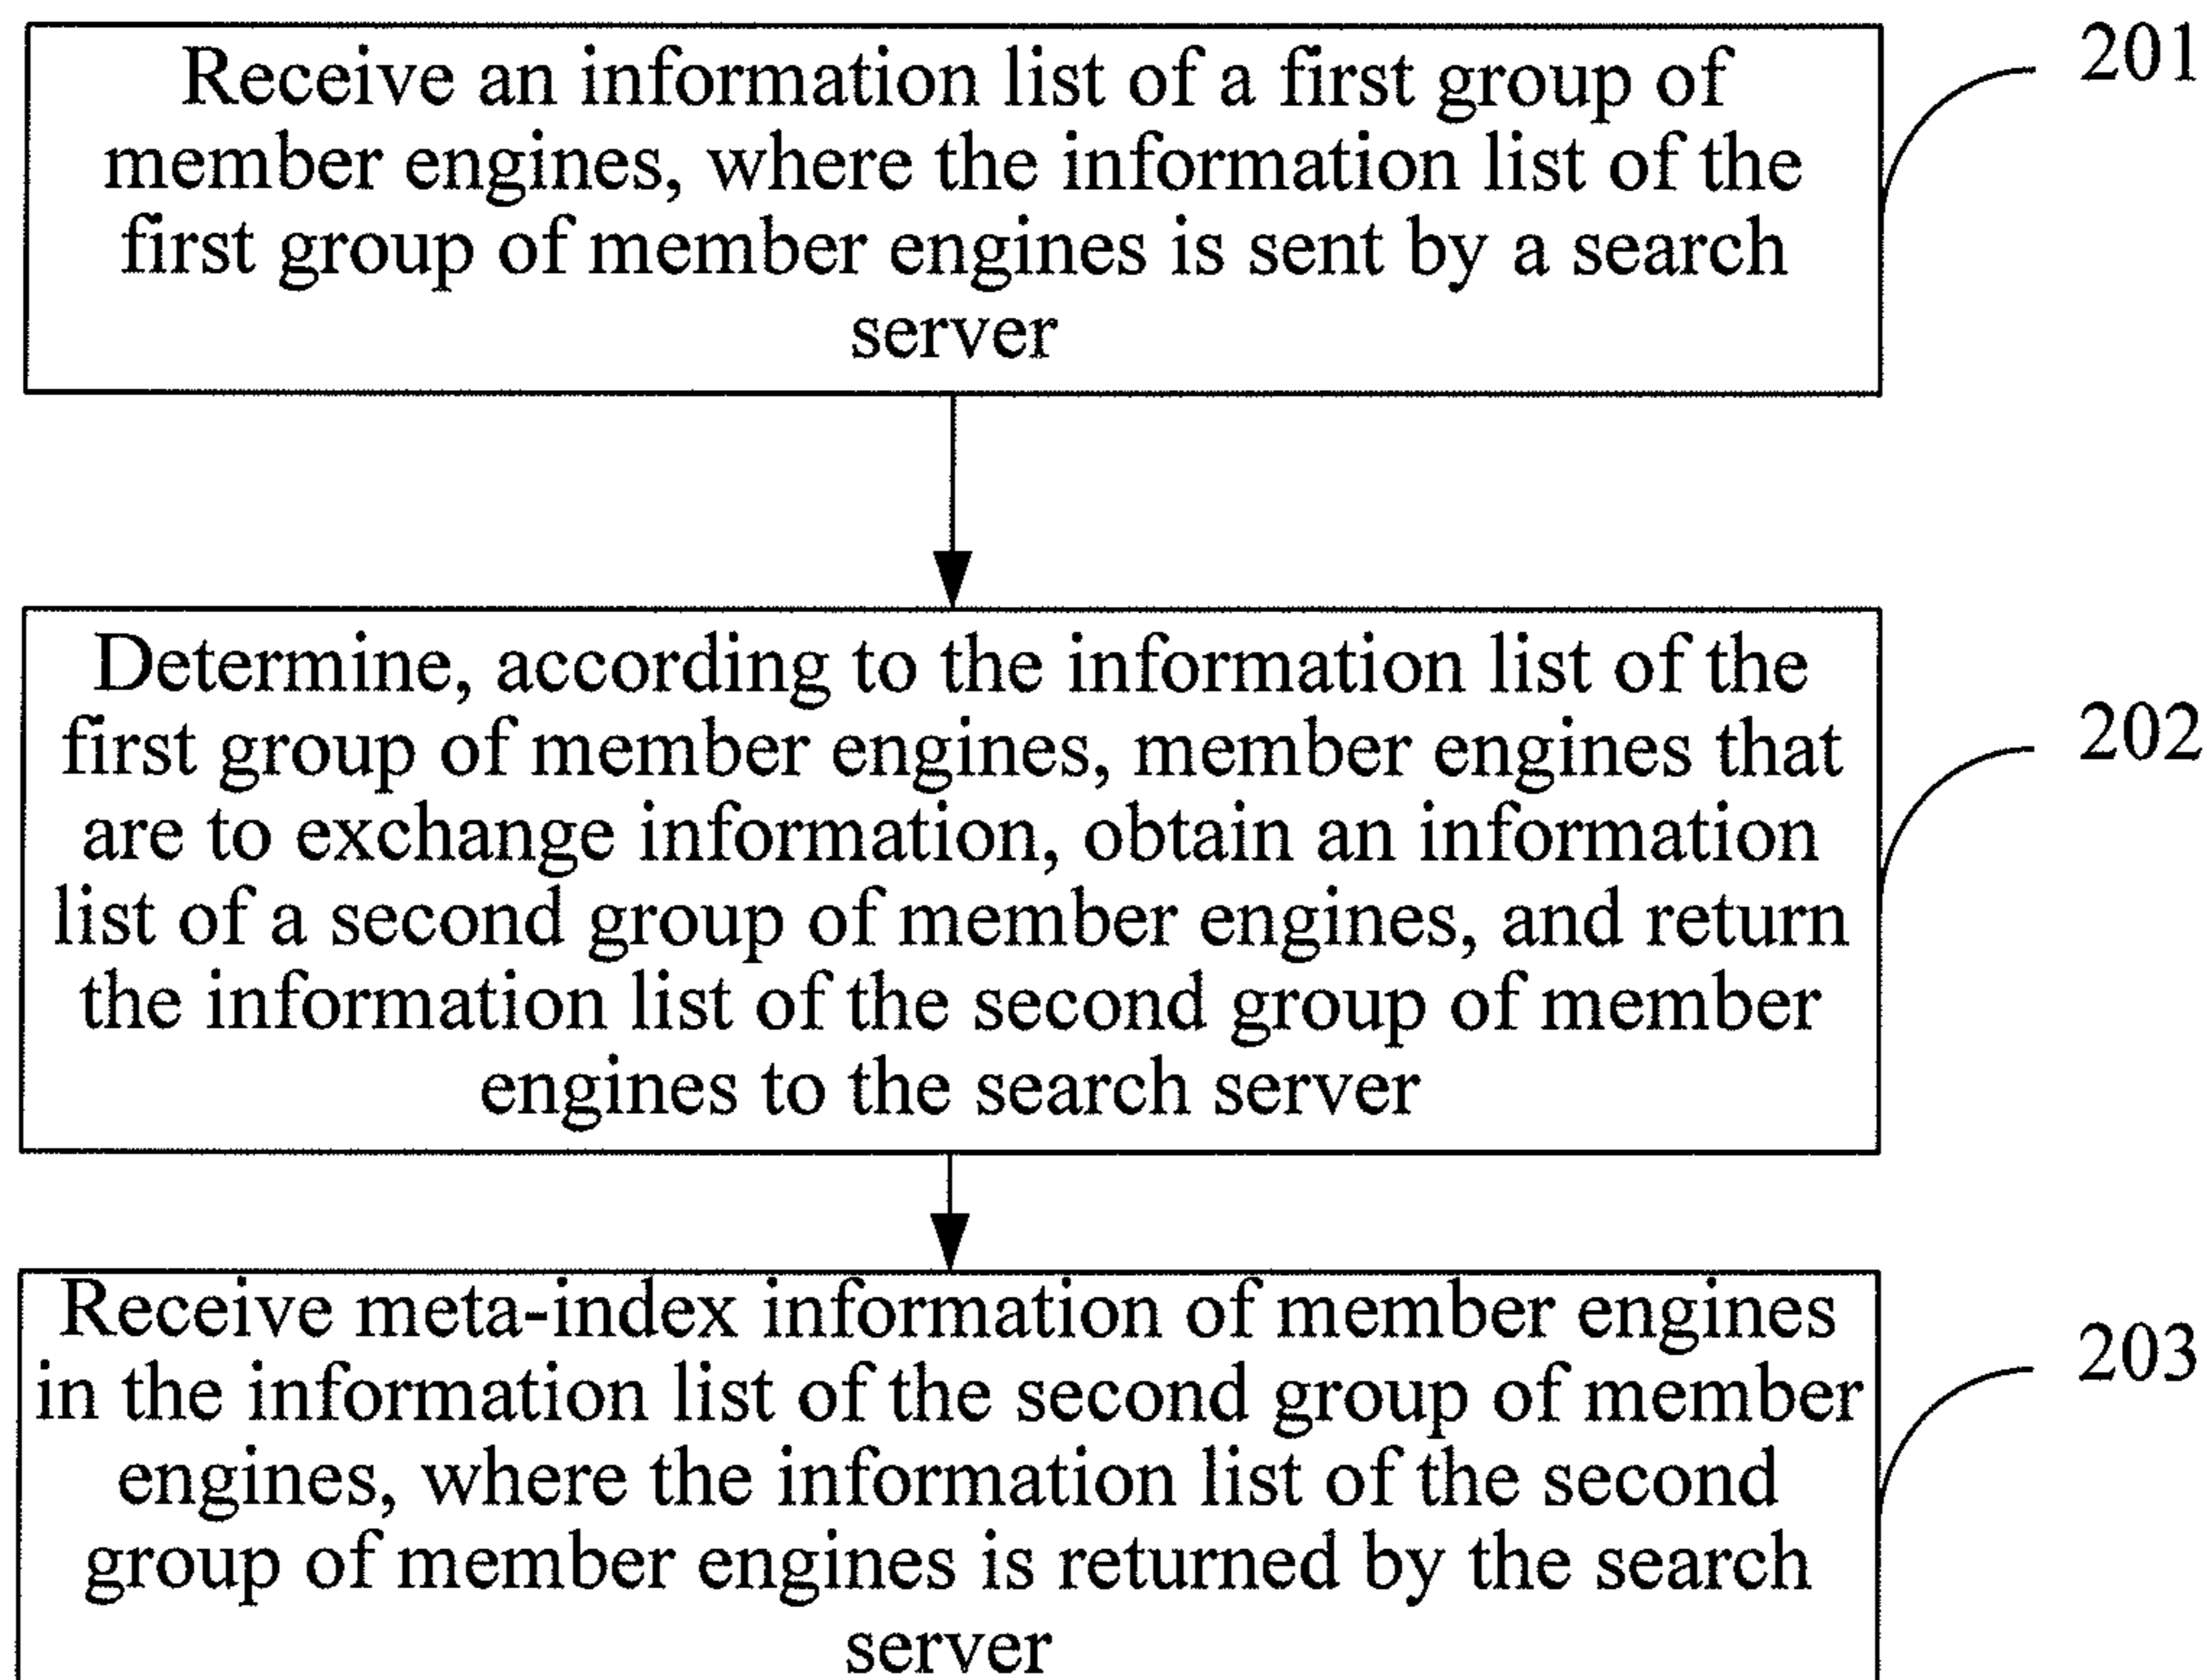 Receive an information list of a first group of
member engines, where the information list of the
first group of member engines is sent by a search
server
201
Determine, according to the information list of the
first group of member engines, member engines that
are to exchange information, obtain an information
list of a second group of member engines, and return
the information list of the second group of member
engines to the search server
202
Receive meta-index information of member engines
in the information list of the second group of member
engines, where the information list of the second
group of member engines is returned by the search
server
203